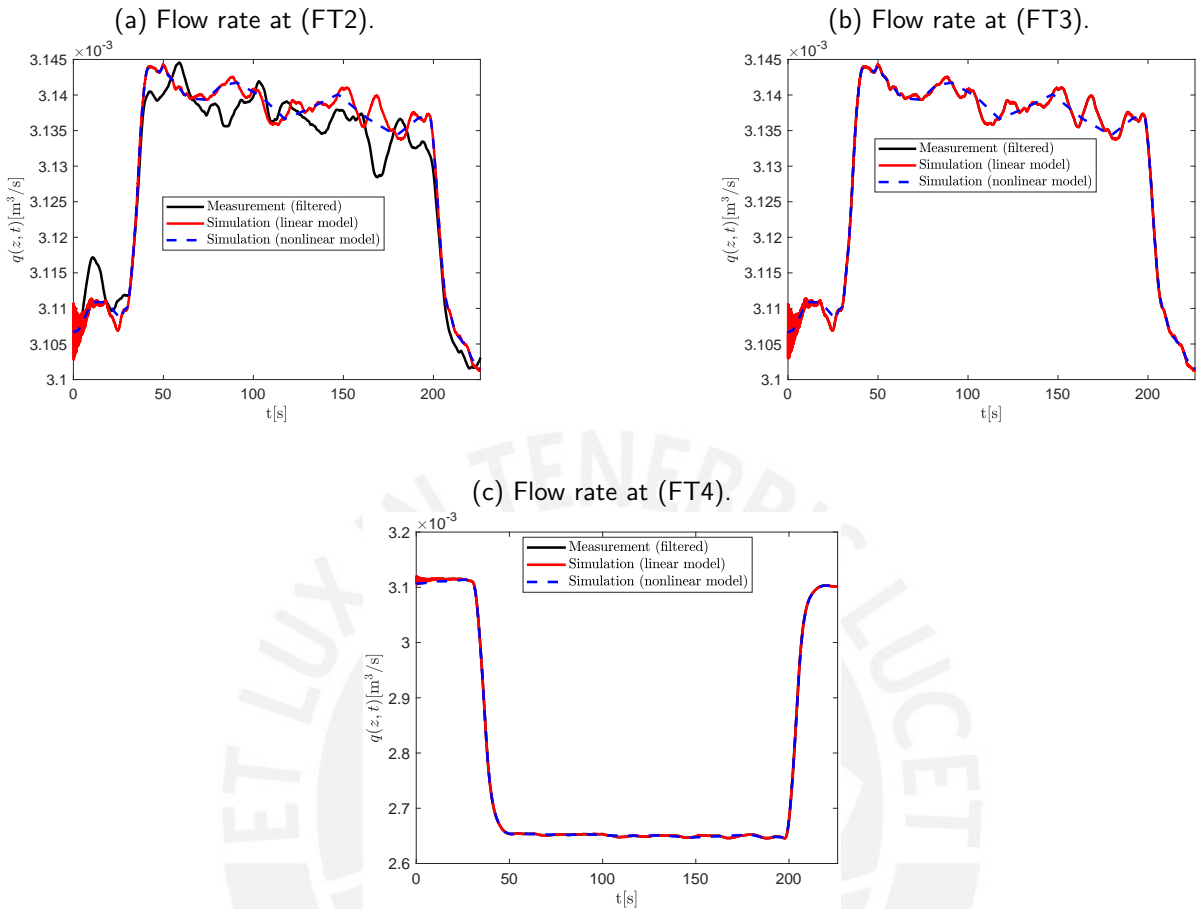 (a) Flow rate at (FT2).
×10⁻³
3.145
3.14
3.135
3.13
3.125
3.12
3.115
3.11
3.105
3.1
q(z, t)[m³/s]
Measurement (filtered)
Simulation (linear model)
Simulation (nonlinear model)
0 50 100 150 200
t[s]
(b) Flow rate at (FT3).
×10⁻³
3.145
3.14
3.135
3.13
3.125
3.12
3.115
3.11
3.105
3.1
q(z, t)[m³/s]
Measurement (filtered)
Simulation (linear model)
Simulation (nonlinear model)
0 50 100 150 200
t[s]
(c) Flow rate at (FT4).
×10⁻³
3.2
3.1
3
2.9
2.8
2.7
2.6
q(z, t)[m³/s]
Measurement (filtered)
Simulation (linear model)
Simulation (nonlinear model)
0 50 100 150 200
t[s]
ET LUX IN TENEBRIS LUCET